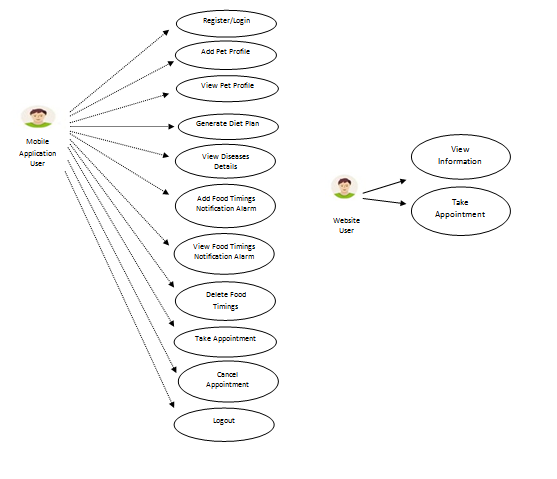 Register/Login
Add Pet Profile
View Pet Profile
Generate Diet Plan
View Diseases
Details
Add Food Timings
Notification Alarm
View Food Timings
Notification Alarm
Delete Food
Timings
Take Appointment
Cancel
Appointment
Logout
Mobile
Application
User
View
Information
Take
Appointment
Website
User